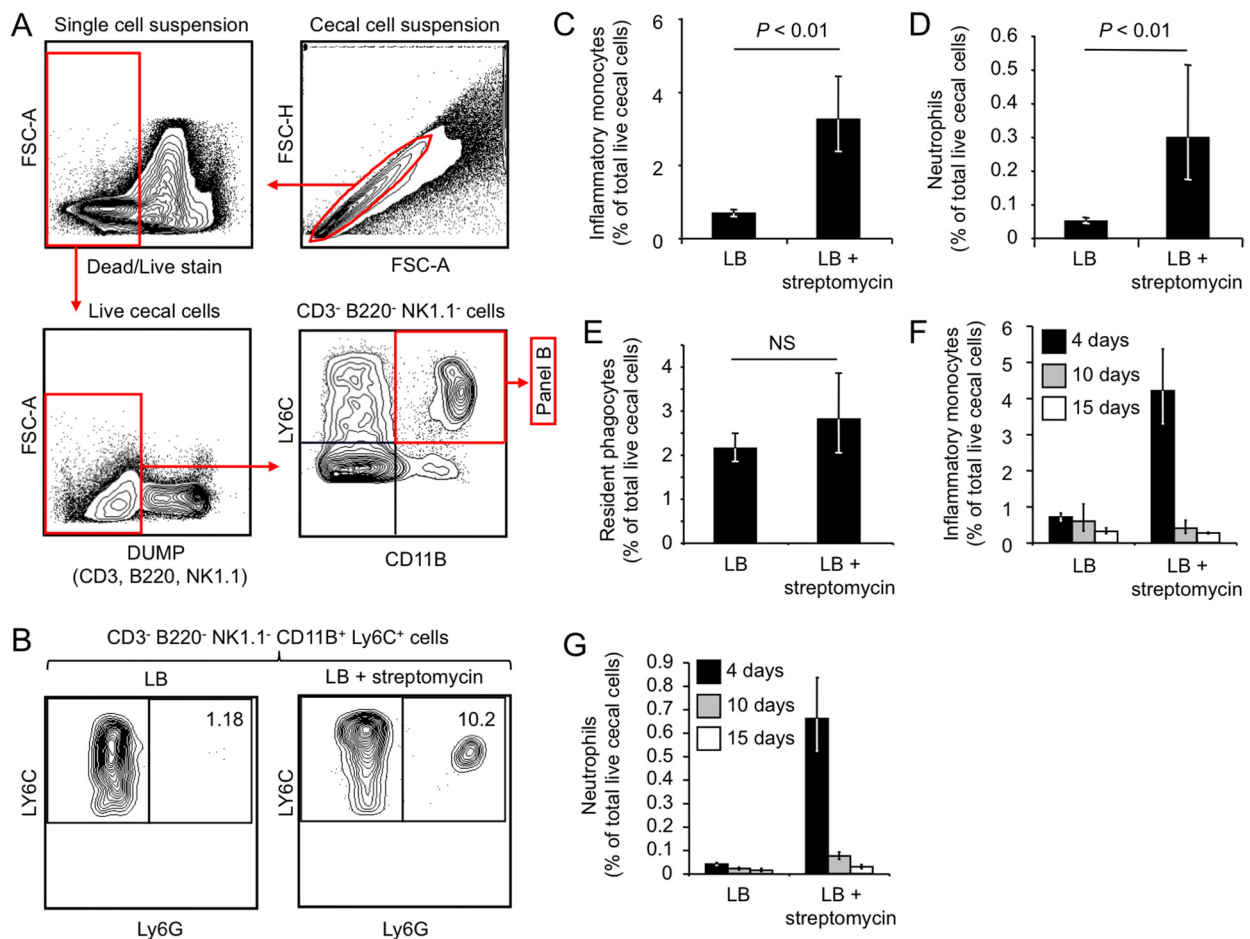 A
Single cell suspension
FSC-A
Dead/Live stain
Cecal cell suspension
FSC-H
FSC-A
Live cecal cells
FSC-A
DUMP
(CD3, B220, NK1.1)
CD3- B220- NK1.1- cells
LY6C
CD11B
Panel B
B
CD3- B220- NK1.1- CD11B+ Ly6C+ cells
LB
LY6C
1.18
Ly6G
LB + streptomycin
LY6C
10.2
Ly6G
C
Inflammatory monocytes
(% of total live cecal cells)
6
4
2
0
P < 0.01
LB
LB +
streptomycin
D
Neutrophils
(% of total live cecal cells)
0.6
0.5
0.4
0.3
0.2
0.1
0
P < 0.01
LB
LB +
streptomycin
E
Resident phagocytes
(% of total live cecal cells)
4
3
2
1
0
NS
LB
LB +
streptomycin
F
Inflammatory monocytes
(% of total live cecal cells)
6
5
4
3
2
1
0
4 days
10 days
15 days
LB
LB +
streptomycin
G
Neutrophils
(% of total live cecal cells)
0.9
0.8
0.7
0.6
0.5
0.4
0.3
0.2
0.1
0
4 days
10 days
15 days
LB
LB +
streptomycin